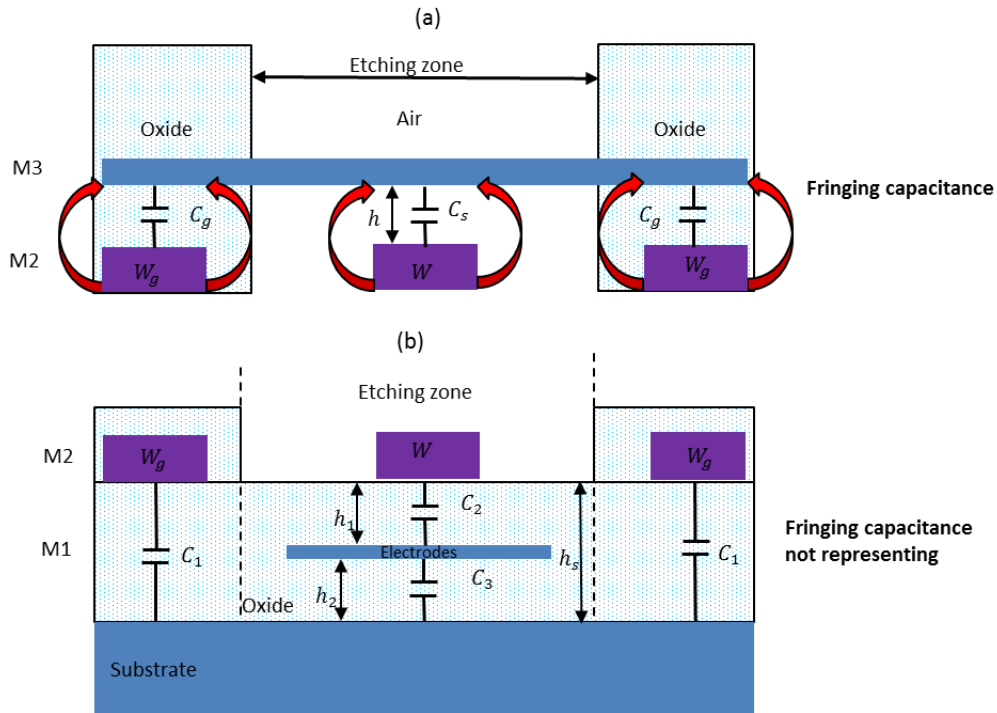 (a)
Etching zone
Oxide
Air
Oxide
M3
Fringing capacitance
C_g
h
C_s
C_g
M2
W_g
W
W_g
(b)
Etching zone
M2
W_g
W
W_g
h_1
C_2
M1
C_1
Electrodes
h_s
C_1
Fringing capacitance
not representing
h_2
C_3
Oxide
Substrate